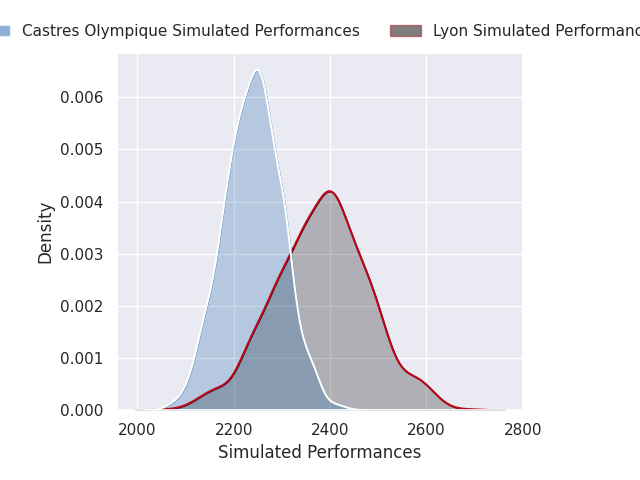 Castres Olympique Simulated Performances
Lyon Simulated
0.006
0.005
0.004
0.003
0.002
0.001
0.000
Density
2000 2200 2400 2600 2800
Simulated Performances